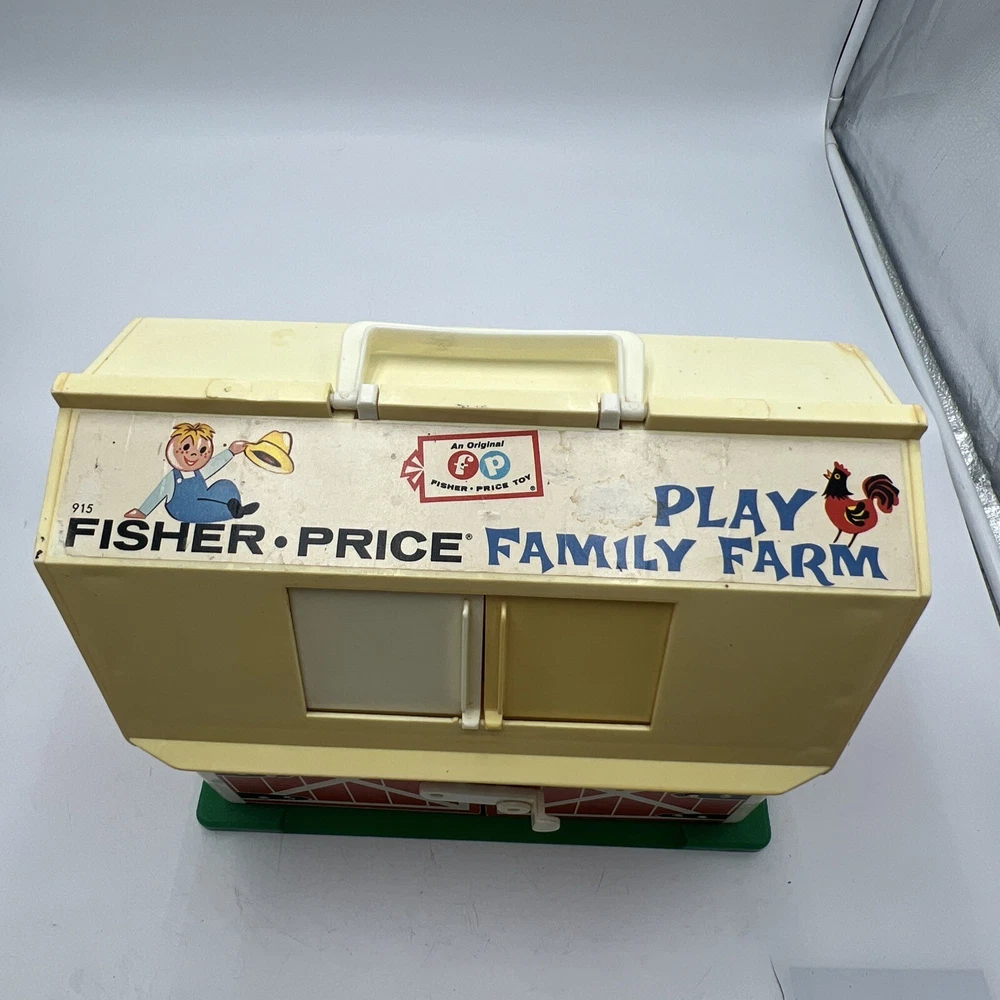 An Original
fp
FISHER • PRICE TOY ®
915
FISHER • PRICE®
PLAY
FAMILY FARM